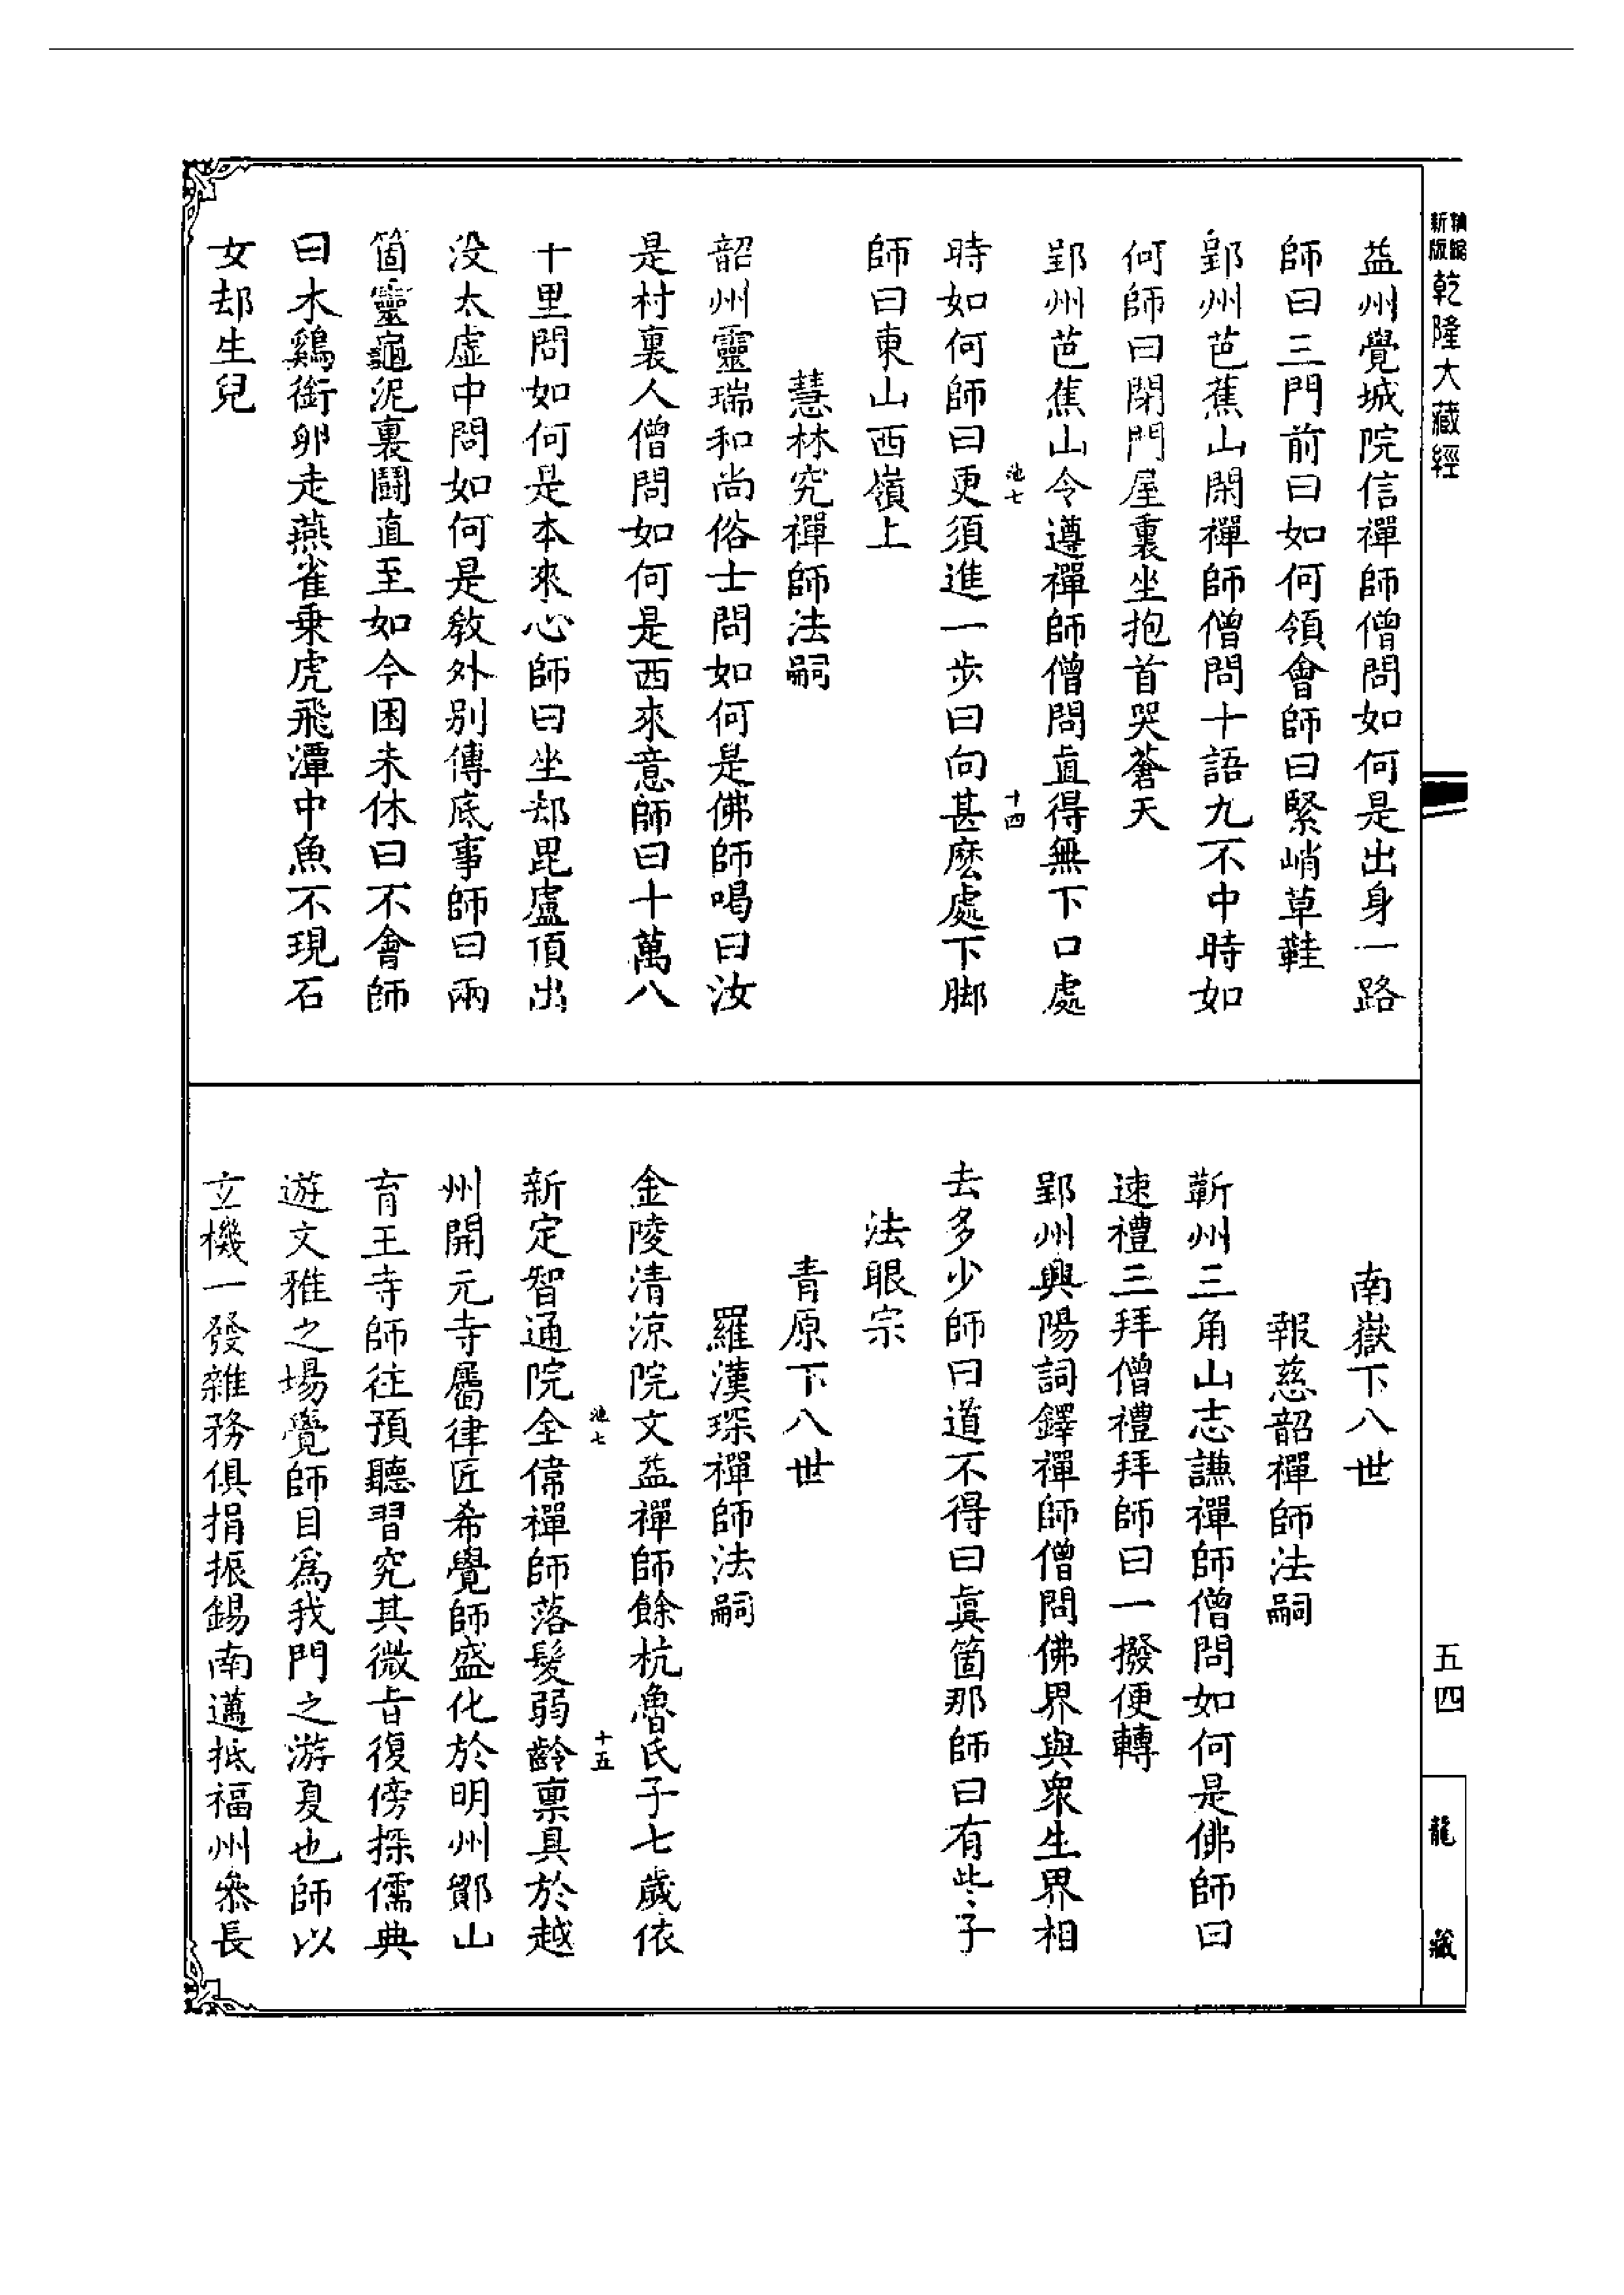 新編
新版
乾隆大藏經
五四
龍藏
益州覺城院信禪師僧問如何是出身一路
師曰三門前曰如何領會師曰緊峭草鞋
郢州芭蕉山閑禪師僧問十語九不中時如
何師曰閉門屋裏坐抱首哭蒼天
郢州芭蕉山令遵禪師僧問直得無下口處
池七
十四
時如何師曰更須進一步曰向甚麽處下脚
師曰東山西嶺上
慧林究禪師法嗣
韶州靈瑞和尚俗士問如何是佛師喝曰汝
是村裏人僧問如何是西來意師曰十萬八
十里問如何是本來心師曰坐却毘盧頂出
没太虛中問如何是教外別傳底事師曰兩
箇靈龜泥裏鬭直至如今困未休曰不會師
曰木鷄銜卵走燕雀乗虎飛潭中魚不現石
女却生兒
南嶽下八世
報慈韶禪師法嗣
蘄州三角山志謙禪師僧問如何是佛師曰
速禮三拜僧禮拜師曰一撥便轉
郢州興陽詞鐸禪師僧問佛界與衆生界相
去多少師曰道不得曰眞箇那師曰有些子
法眼宗
青原下八世
羅漢琛禪師法嗣
金陵清涼院文益禪師餘杭魯氏子七歲依
池七
十五
新定智通院全偉禪師落髮弱齡禀具於越
州開元寺屬律匠希覺師盛化於明州鄮山
育王寺師往預聽習究其微旨復傍探儒典
遊文雅之場覺師目爲我門之游夏也師以
玄機一發雜務俱捐振錫南邁抵福州叅長